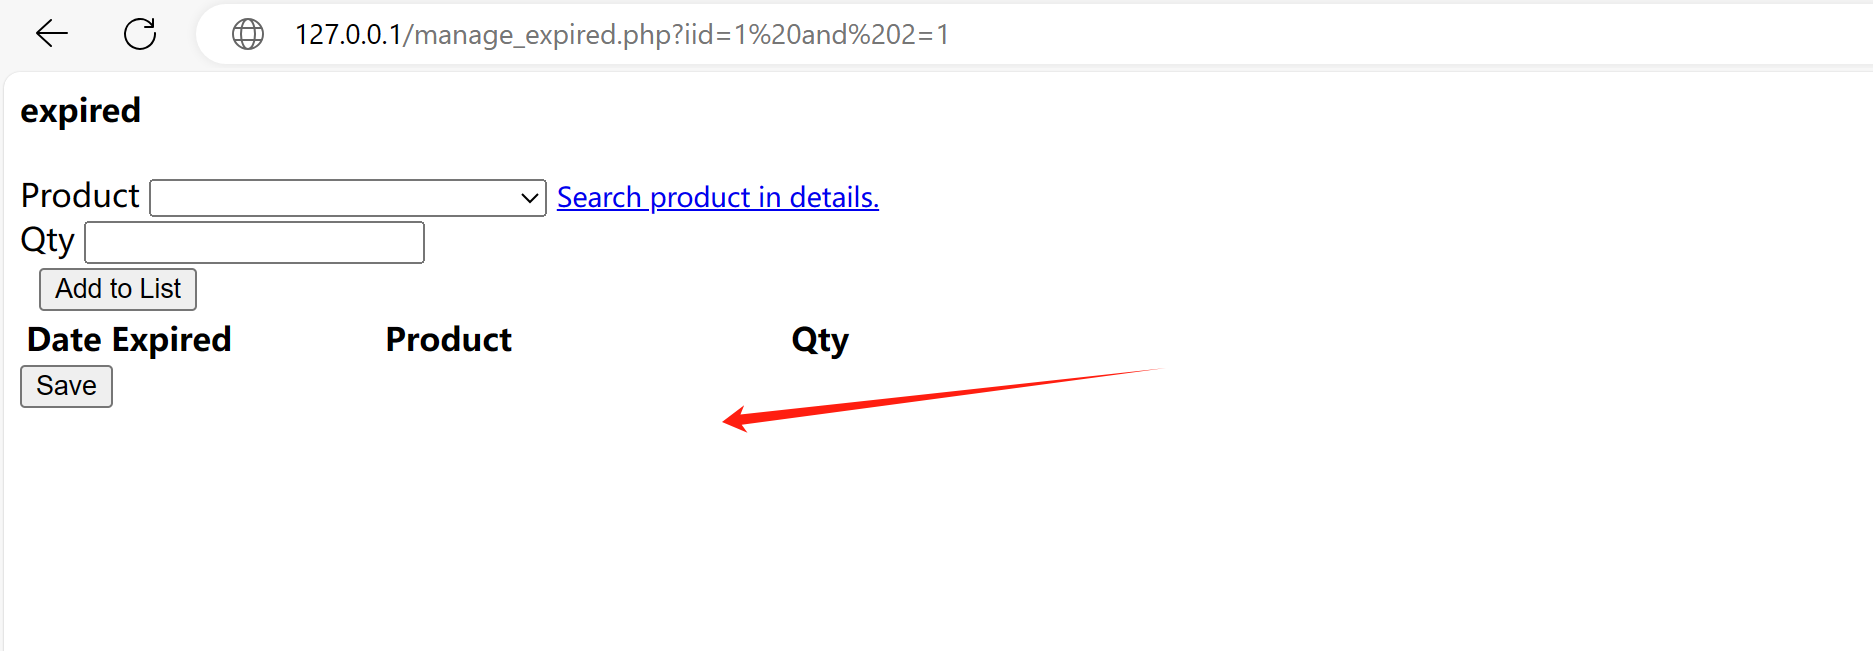 127.0.0.1/manage_expired.php?iid=1%20and%202=1
expired
Product Search product in details.
Qty
Add to List
Date Expired Product Qty
Save